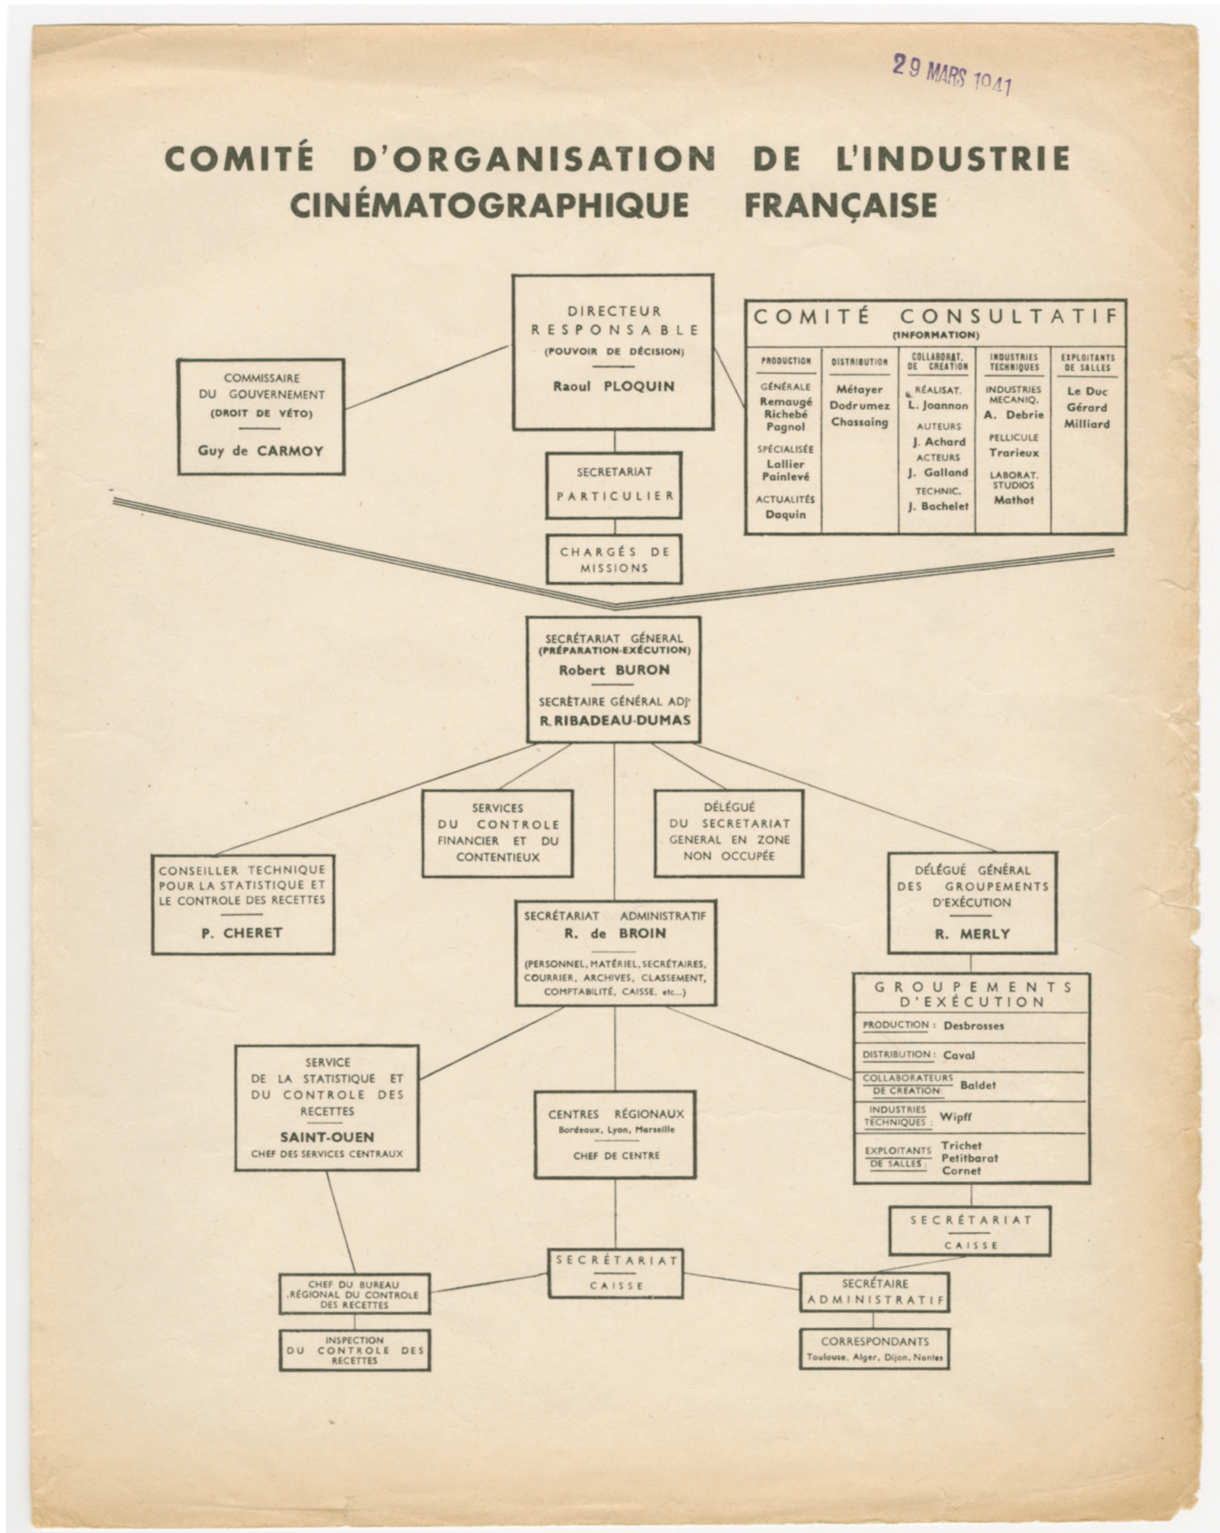 29 MARS 1941
COMITÉ D'ORGANISATION DE L'INDUSTRIE
CINÉMATOGRAPHIQUE FRANÇAISE
DIRECTEUR
RESPONSABLE
(POUVOIR DE DÉCISION)
Raoul PLOQUIN
COMMISSAIRE
DU GOUVERNEMENT
(DROIT DE VÉTO)
Guy de CARMOY
COMITÉ CONSULTATIF
(INFORMATION)
PRODUCTION
GÉNÉRALE
Remaugé
Richebé
Pagnol
SPÉCIALISÉE
Lallier
Painlevé
ACTUALITÉS
Daquin
DISTRIBUTION
Métayer
Dodrumez
Chassaing
COLLABORAT.
DE CREATION
RÉALISAT.
L. Joannon
AUTEURS
J. Achard
ACTEURS
J. Galland
TECHNIC.
J. Bachelet
INDUSTRIES
TECHNIQUES
INDUSTRIES
MECANIQ.
A. Debrie
PELLICULE
Trarieux
LABORAT.
STUDIOS
Mathot
EXPLOITANTS
DE SALLES
Le Duc
Gérard
Milliard
SECRETARIAT
PARTICULIER
CHARGÉS DE
MISSIONS
SECRÉTARIAT GÉNÉRAL
(PRÉPARATION-EXÉCUTION)
Robert BURON
SECRÈTAIRE GÉNÉRAL ADJ'
R. RIBADEAU-DUMAS
SERVICES
DU CONTROLE
FINANCIER ET DU
CONTENTIEUX
DÉLÉGUÉ
DU SECRETARIAT
GENERAL EN ZONE
NON OCCUPÉE
CONSEILLER TECHNIQUE
POUR LA STATISTIQUE ET
LE CONTROLE DES RECETTES
P. CHERET
DÉLÉGUÉ GÉNÉRAL
DES GROUPEMENTS
D'EXÉCUTION
R. MERLY
SECRÉTARIAT ADMINISTRATIF
R. de BROIN
(PERSONNEL, MATÉRIEL, SECRÉTAIRES,
COURRIER, ARCHIVES, CLASSEMENT,
COMPTABILITÉ, CAISSE, etc...)
GROUPEMENTS
D'EXÉCUTION
PRODUCTION : Desbrosses
DISTRIBUTION : Caval
COLLABORATEURS
DE CREATION: Baldet
INDUSTRIES
TECHNIQUES : Wipff
EXPLOITANTS
DE SALLES : Trichet
Petitbarat
Cornet
SERVICE
DE LA STATISTIQUE ET
DU CONTROLE DES
RECETTES
SAINT-OUEN
CHEF DES SERVICES CENTRAUX
CENTRES RÉGIONAUX
Bordeaux, Lyon, Marseille
CHEF DE CENTRE
SECRÉTARIAT
CAISSE
SECRÉTARIAT
CAISSE
CHEF DU BUREAU
RÉGIONAL DU CONTROLE
DES RECETTES
SECRÉTAIRE
ADMINISTRATIF
INSPECTION
DU CONTROLE DES
RECETTES
CORRESPONDANTS
Toulouse, Alger, Dijon, Nantes